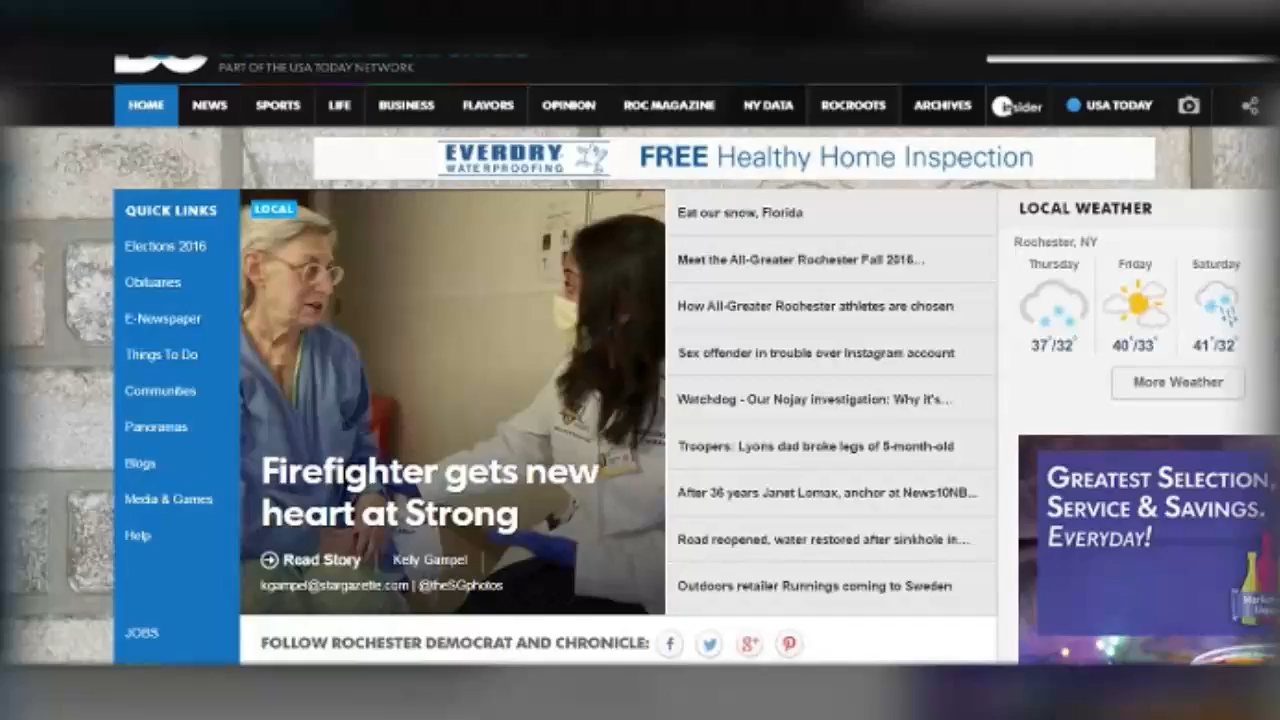 PART OF THE USA TODAY NETWORK
HOME NEWS SPORTS LIFE BUSINESS FLAVORS OPINION ROC MAGAZINE NY DATA ROCROOTS ARCHIVES Insider USA TODAY
EVERDRY
WATERPROOFING
FREE Healthy Home Inspection
QUICK LINKS
Elections 2016
Obituaries
E-Newspaper
Things To Do
Communities
Panoramas
Blogs
Media & Games
Help
JOBS
LOCAL
Firefighter gets new
heart at Strong
Read Story Kelly Gampel
kgampel@stargazette.com | @theSGphotos
Eat our snow, Florida
Meet the All-Greater Rochester Fall 2016...
How All-Greater Rochester athletes are chosen
Sex offender in trouble over Instagram account
Watchdog - Our Nojay investigation: Why it's...
Troopers: Lyons dad broke legs of 5-month-old
After 36 years Janet Lomax, anchor at News10NB...
Road reopened, water restored after sinkhole in...
Outdoors retailer Runnings coming to Sweden
FOLLOW ROCHESTER DEMOCRAT AND CHRONICLE:
LOCAL WEATHER
Rochester, NY
Thursday Friday Saturday
37°/32° 40°/33° 41°/32°
More Weather
GREATEST SELECTION,
SERVICE & SAVINGS.
EVERYDAY!